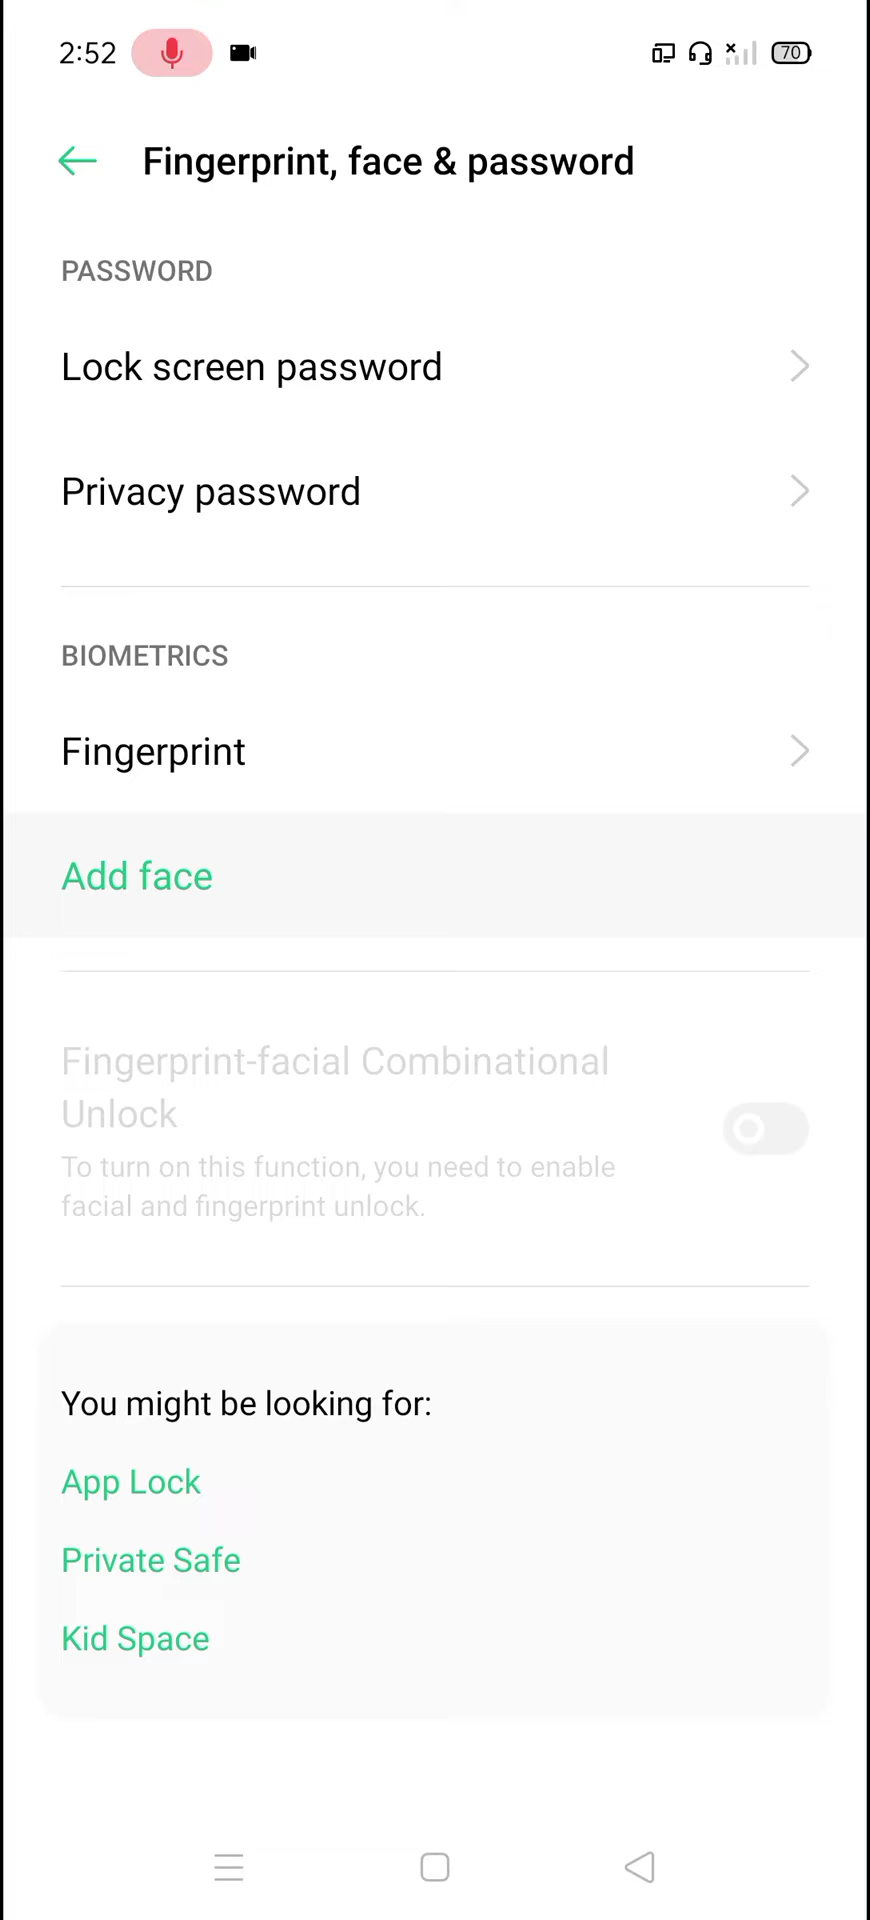 2:52
70
Fingerprint, face & password
PASSWORD
Lock screen password
Privacy password
BIOMETRICS
Fingerprint
Add face
Fingerprint-facial Combinational
Unlock
To turn on this function, you need to enable
facial and fingerprint unlock.
You might be looking for:
App Lock
Private Safe
Kid Space